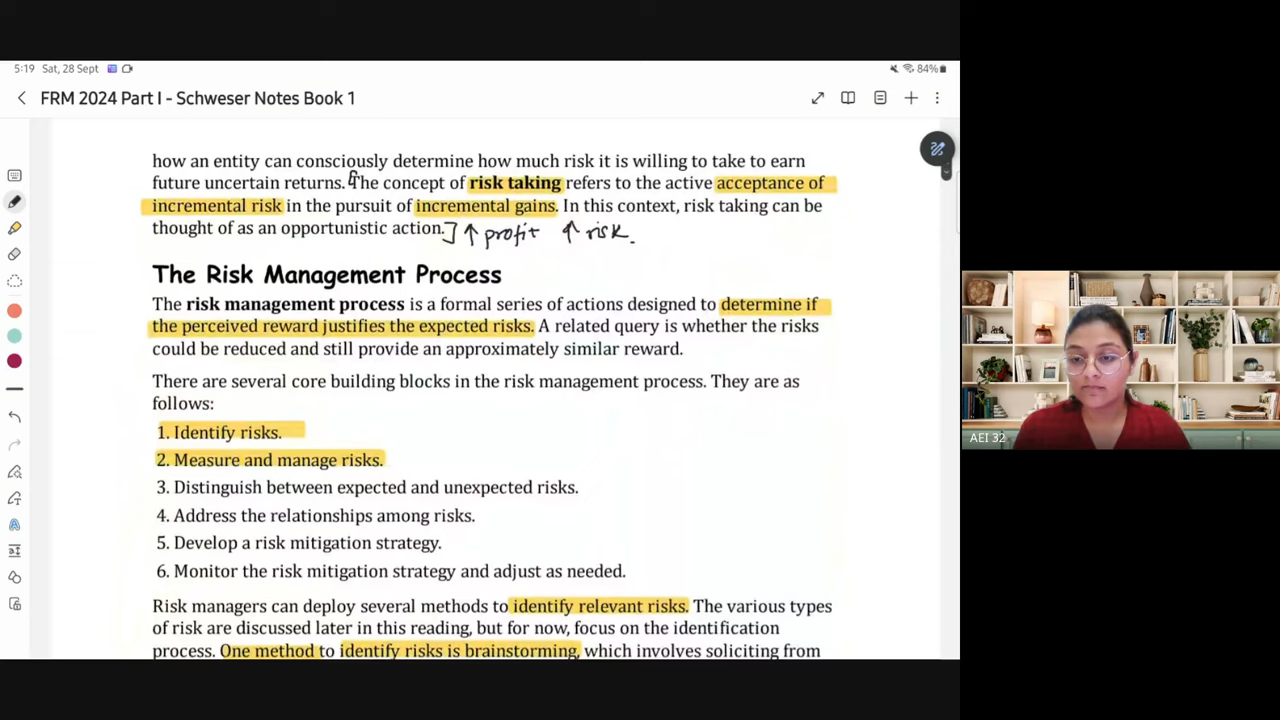 5:19 Sat, 28 Sept 84%
FRM 2024 Part I - Schweser Notes Book 1
how an entity can consciously determine how much risk it is willing to take to earn
future uncertain returns. The concept of risk taking refers to the active acceptance of
incremental risk in the pursuit of incremental gains. In this context, risk taking can be
thought of as an opportunistic action. ] ↑ profit ↑ risk.
The Risk Management Process
The risk management process is a formal series of actions designed to determine if
the perceived reward justifies the expected risks. A related query is whether the risks
could be reduced and still provide an approximately similar reward.
There are several core building blocks in the risk management process. They are as
follows:
1. Identify risks.
2. Measure and manage risks.
3. Distinguish between expected and unexpected risks.
4. Address the relationships among risks.
5. Develop a risk mitigation strategy.
6. Monitor the risk mitigation strategy and adjust as needed.
Risk managers can deploy several methods to identify relevant risks. The various types
of risk are discussed later in this reading, but for now, focus on the identification
process. One method to identify risks is brainstorming, which involves soliciting from
AEI 32